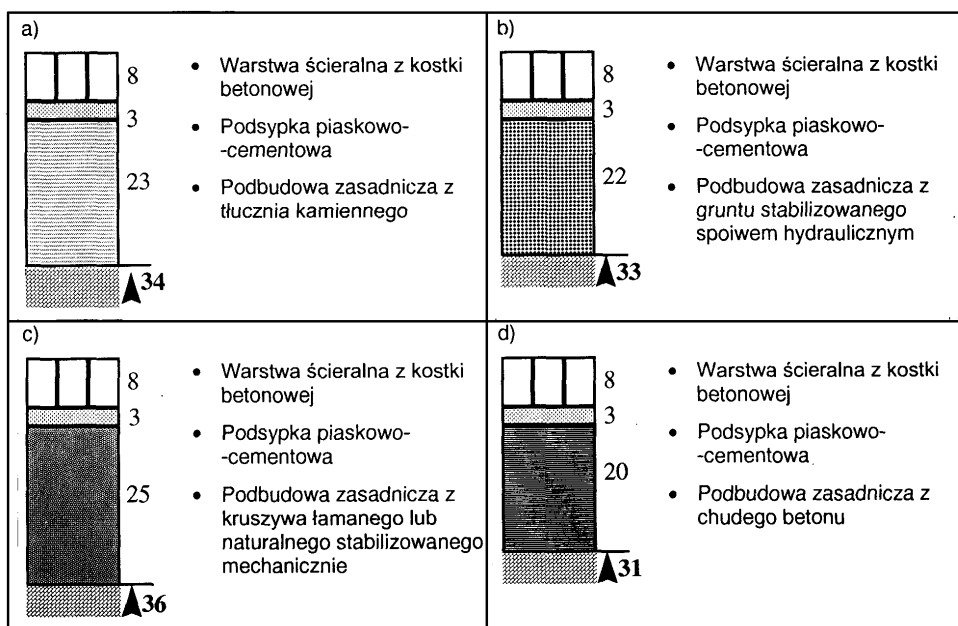 a)
8
3
23
34
• Warstwa ścieralna z kostki
betonowej
• Podsypka piaskowo-
-cementowa
• Podbudowa zasadnicza z
tłucznia kamiennego
b)
8
3
22
33
• Warstwa ścieralna z kostki
betonowej
• Podsypka piaskowo-
-cementowa
• Podbudowa zasadnicza z
gruntu stabilizowanego
spoiwem hydraulicznym
c)
8
3
25
36
• Warstwa ścieralna z kostki
betonowej
• Podsypka piaskowo-
-cementowa
• Podbudowa zasadnicza z
kruszywa łamanego lub
naturalnego stabilizowanego
mechanicznie
d)
8
3
20
31
• Warstwa ścieralna z kostki
betonowej
• Podsypka piaskowo-
-cementowa
• Podbudowa zasadnicza z
chudego betonu